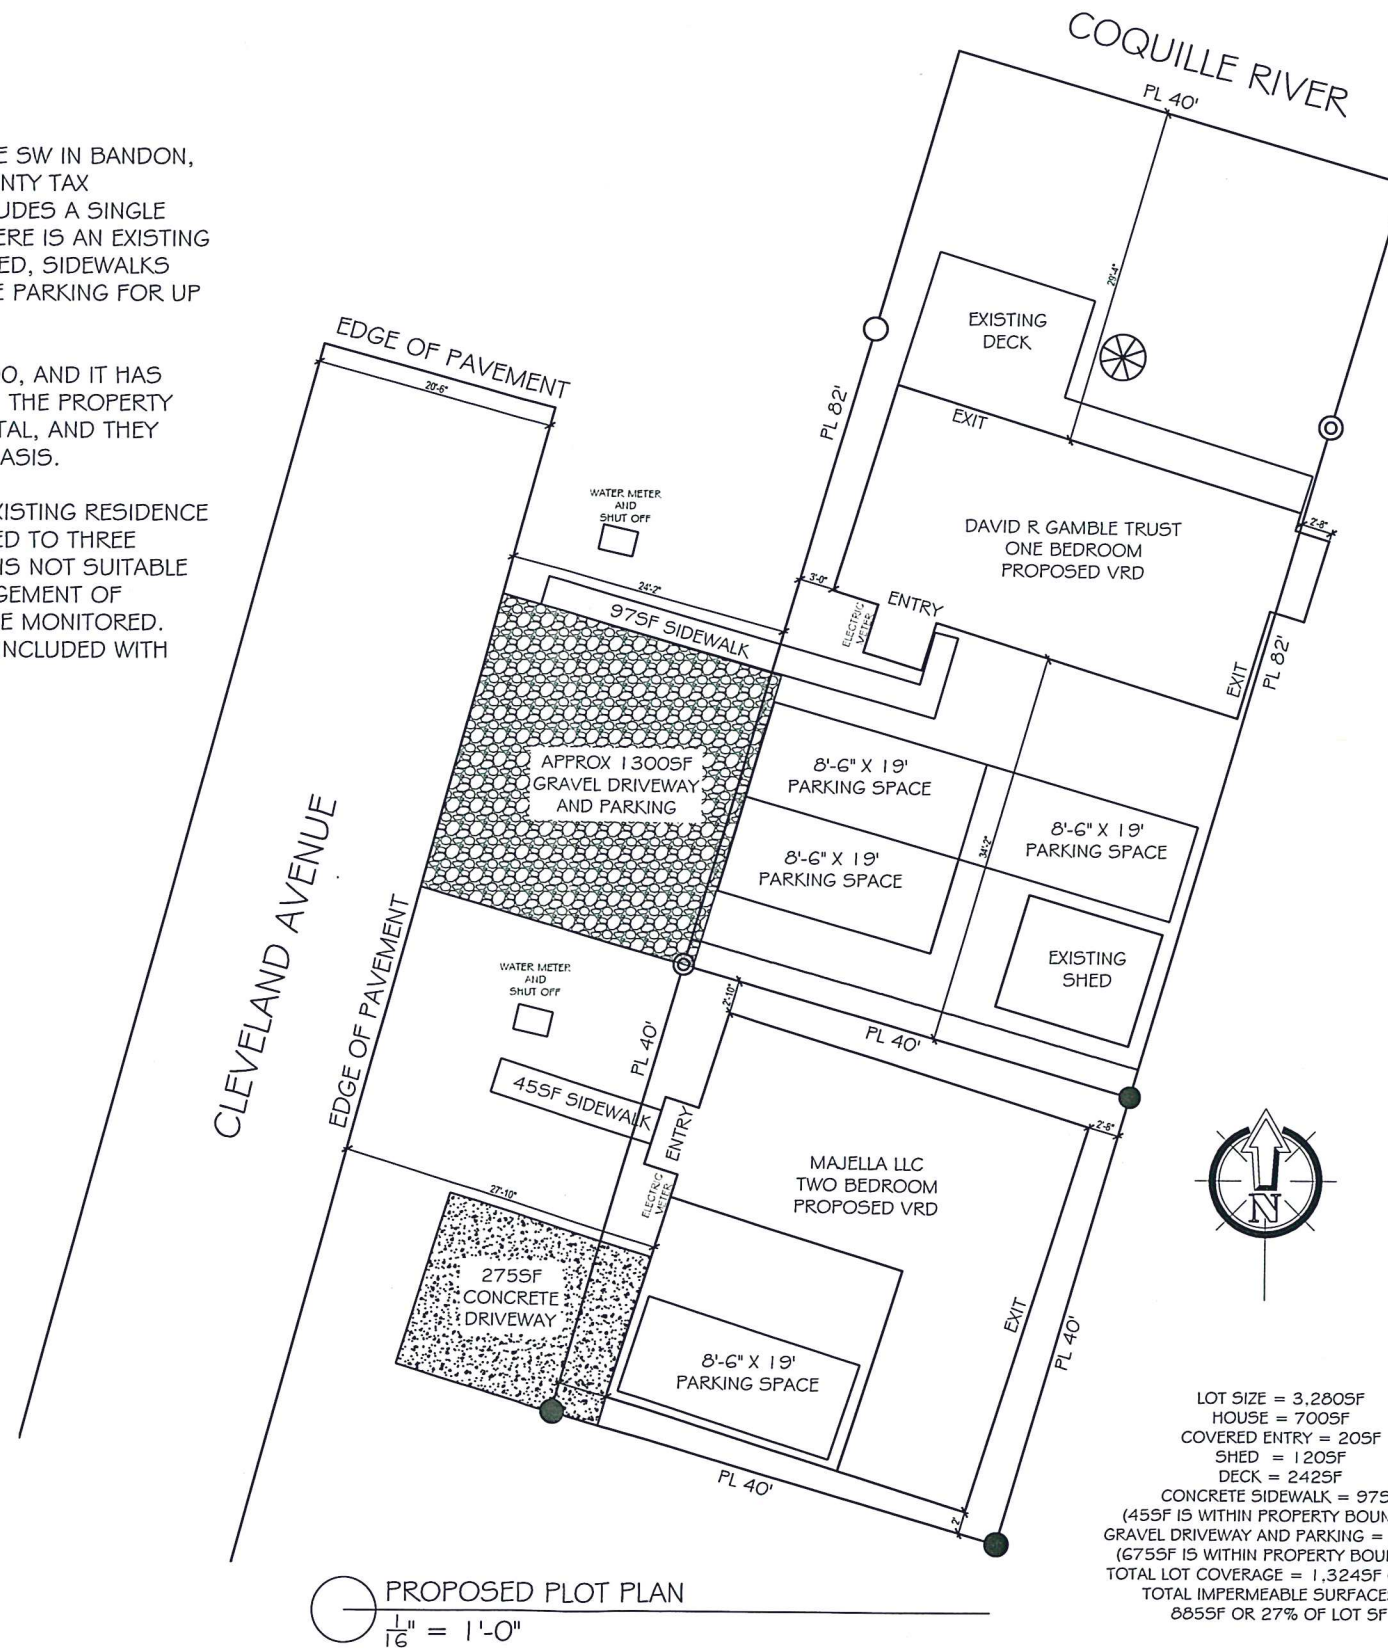 COQUILLE RIVER
PL 40'
E SW IN BANDON,
NTY TAX
UDES A SINGLE
ERE IS AN EXISTING
ED, SIDEWALKS
E PARKING FOR UP
O, AND IT HAS
THE PROPERTY
TAL, AND THEY
ASIS.
XISTING RESIDENCE
ED TO THREE
IS NOT SUITABLE
GEMENT OF
E MONITORED.
NCLUDED WITH
EDGE OF PAVEMENT
20'-6"
EXISTING
DECK
29'-4"
PL 82'
EXIT
WATER METER
AND
SHUT OFF
DAVID R GAMBLE TRUST
ONE BEDROOM
PROPOSED VRD
2'-8"
3'-0"
ENTRY
ELECTRIC
METER
24'-2"
97SF SIDEWALK
EXIT
PL 82'
APPROX 1300SF
GRAVEL DRIVEWAY
AND PARKING
8'-6" X 19'
PARKING SPACE
8'-6" X 19'
PARKING SPACE
8'-6" X 19'
PARKING SPACE
34'-2"
EXISTING
SHED
CLEVELAND AVENUE
EDGE OF PAVEMENT
WATER METER
AND
SHUT OFF
2'-10"
PL 40'
PL 40'
45SF SIDEWALK
ENTRY
ELECTRIC
METER
2'-8"
MAJELLA LLC
TWO BEDROOM
PROPOSED VRD
27'-10"
275SF
CONCRETE
DRIVEWAY
8'-6" X 19'
PARKING SPACE
EXIT
PL 40'
PL 40'
2'
N
LOT SIZE = 3,280SF
HOUSE = 700SF
COVERED ENTRY = 20SF
SHED = 120SF
DECK = 242SF
CONCRETE SIDEWALK = 97S
(45SF IS WITHIN PROPERTY BOUN
GRAVEL DRIVEWAY AND PARKING =
(675SF IS WITHIN PROPERTY BOU
TOTAL LOT COVERAGE = 1,324SF
TOTAL IMPERMEABLE SURFACE
885SF OR 27% OF LOT SF
PROPOSED PLOT PLAN
1/16" = 1'-0"